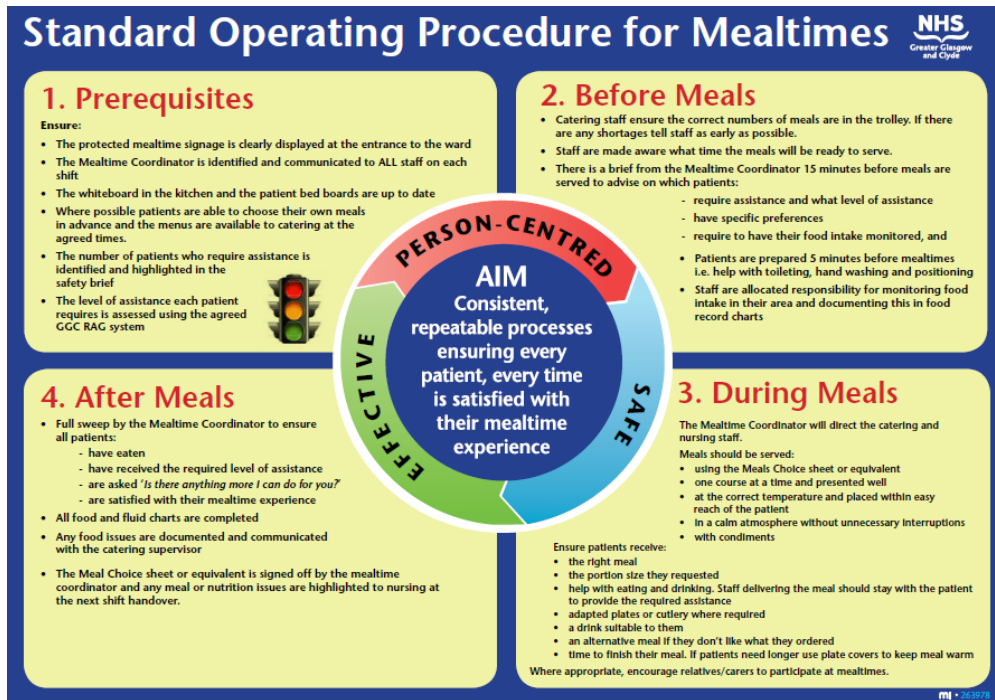 Standard Operating Procedure for Mealtimes
NHS
Greater Glasgow
and Clyde
1. Prerequisites
Ensure:
• The protected mealtime signage is clearly displayed at the entrance to the ward
• The Mealtime Coordinator is identified and communicated to ALL staff on each
shift
• The whiteboard in the kitchen and the patient bed boards are up to date
• Where possible patients are able to choose their own meals
in advance and the menus are available to catering at the
agreed times.
• The number of patients who require assistance is
identified and highlighted in the
safety brief
• The level of assistance each patient
requires is assessed using the agreed
GGC RAG system
2. Before Meals
• Catering staff ensure the correct numbers of meals are in the trolley. If there
are any shortages tell staff as early as possible.
• Staff are made aware what time the meals will be ready to serve.
• There is a brief from the Mealtime Coordinator 15 minutes before meals are
served to advise on which patients:
- require assistance and what level of assistance
- have specific preferences
- require to have their food intake monitored, and
• Patients are prepared 5 minutes before mealtimes
i.e. help with toileting, hand washing and positioning
• Staff are allocated responsibility for monitoring food
intake in their area and documenting this in food
record charts
PERSON-CENTRED
SAFE
EFFECTIVE
AIM
Consistent,
repeatable processes
ensuring every
patient, every time
is satisfied with
their mealtime
experience
3. During Meals
The Mealtime Coordinator will direct the catering and
nursing staff.
Meals should be served:
• using the Meals Choice sheet or equivalent
• one course at a time and presented well
• at the correct temperature and placed within easy
reach of the patient
• in a calm atmosphere without unnecessary interruptions
• with condiments
Ensure patients receive:
• the right meal
• the portion size they requested
• help with eating and drinking. Staff delivering the meal should stay with the patient
to provide the required assistance
• adapted plates or cutlery where required
• a drink suitable to them
• an alternative meal if they don't like what they ordered
• time to finish their meal. If patients need longer use plate covers to keep meal warm
Where appropriate, encourage relatives/carers to participate at mealtimes.
4. After Meals
• Full sweep by the Mealtime Coordinator to ensure
all patients:
- have eaten
- have received the required level of assistance
- are asked 'Is there anything more I can do for you?'
- are satisfied with their mealtime experience
• All food and fluid charts are completed
• Any food issues are documented and communicated
with the catering supervisor
• The Meal Choice sheet or equivalent is signed off by the mealtime
coordinator and any meal or nutrition issues are highlighted to nursing at
the next shift handover.
mi • 263978